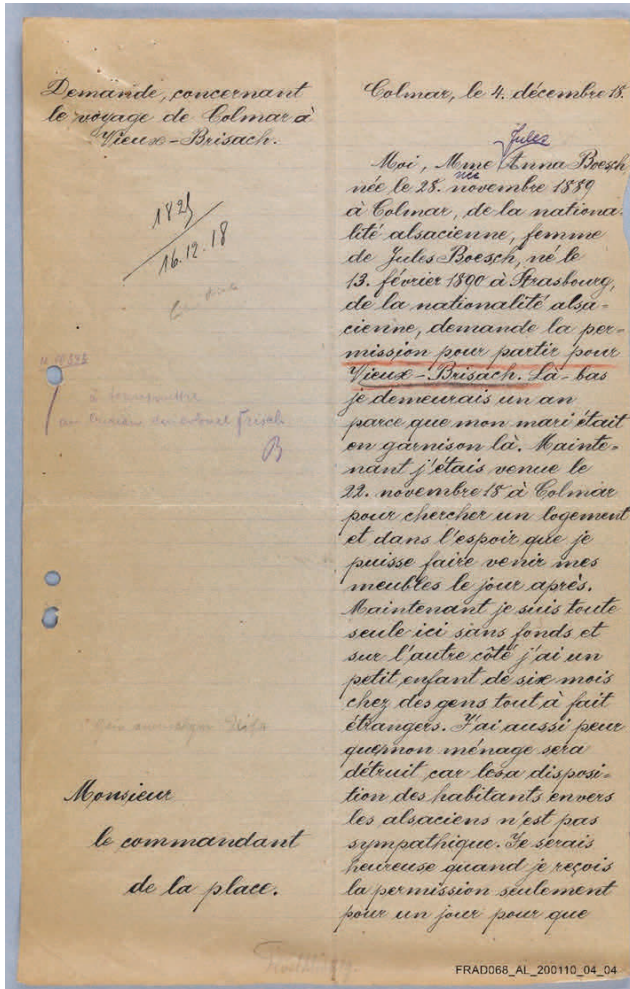 Demande, concernant
le voyage de Colmar à
Vieux-Brisach.
1829
16.12.18
à transmettre
au
B
Monsieur
le commandant
de la place.
Colmar, le 4. décembre 18.
Jules
Moi, Mme Anna Boesch
née le 28. novembre 1889
à Colmar, de la nationa-
lité alsacienne, femme
de Jules Boesch, né le
13. février 1890 à Strasbourg,
de la nationalité alsa-
cienne, demande la per-
mission pour partir pour
Vieux-Brisach. Là-bas
je demeurais un an
parce que mon mari était
en garnison là. Mainte-
nant j'étais venue le
22. novembre 18 à Colmar
pour chercher un logement
et dans l'espoir que je
puisse faire venir mes
meubles le jour après.
Maintenant je suis toute
seule ici sans fonds et
sur l'autre côté j'ai un
petit enfant de six mois
chez des gens tout à fait
étrangers. J'ai aussi peur
que mon ménage sera
détruit car la disposi-
tion des habitants envers
les alsaciens n'est pas
sympathique. Je serais
heureuse quand je reçois
la permission seulement
pour un jour pour que
FRAD068_AL_200110_04_04